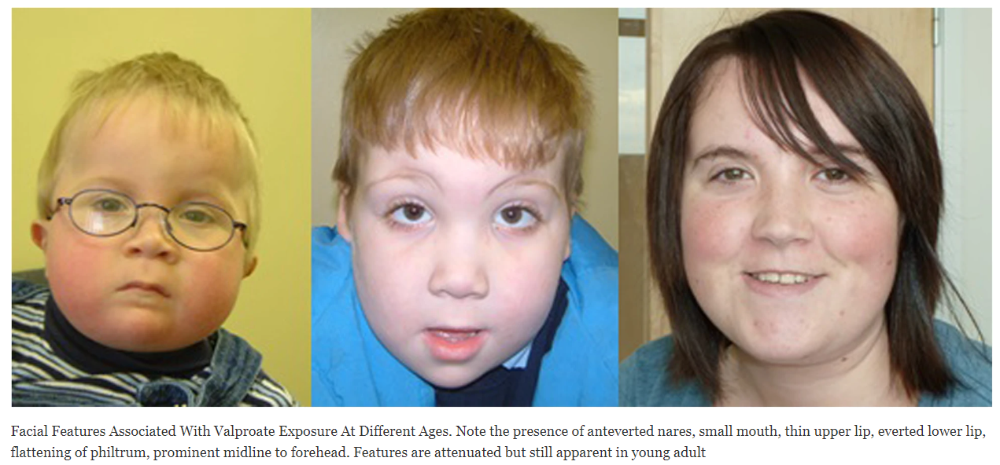 Facial Features Associated With Valproate Exposure At Different Ages. Note the presence of anteverted nares, small mouth, thin upper lip, everted lower lip,
flattening of philtrum, prominent midline to forehead. Features are attenuated but still apparent in young adult